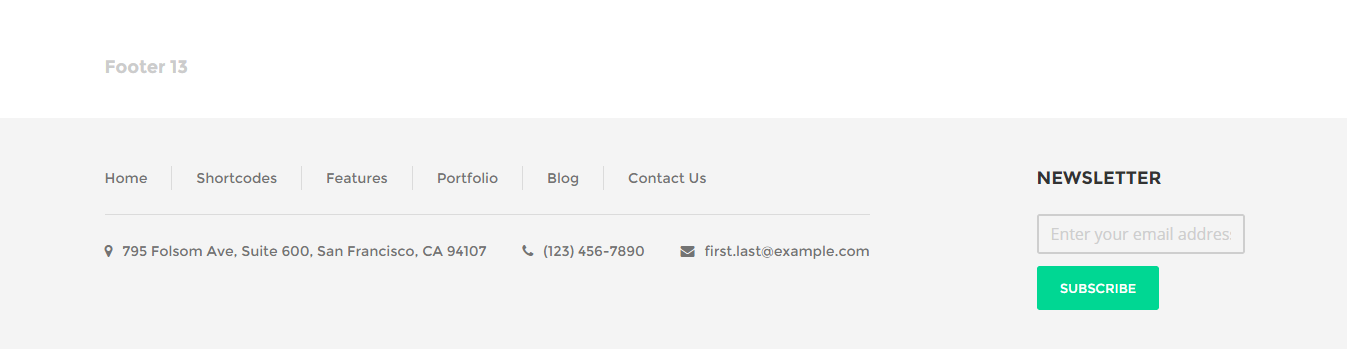 Footer 13
Home Shortcodes Features Portfolio Blog Contact Us
795 Folsom Ave, Suite 600, San Francisco, CA 94107 (123) 456-7890 first.last@example.com
NEWSLETTER
Enter your email address
SUBSCRIBE